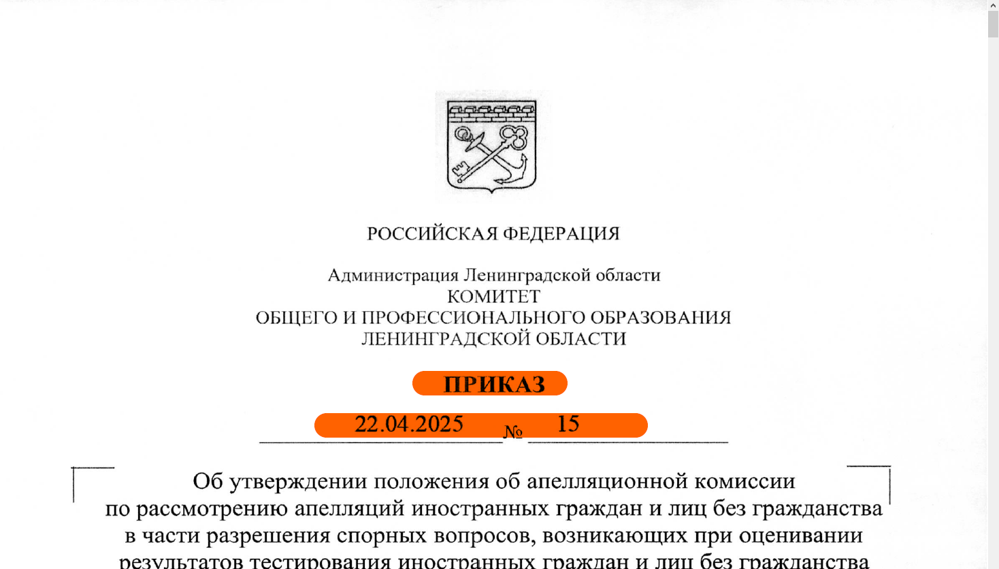 РОССИЙСКАЯ ФЕДЕРАЦИЯ
Администрация Ленинградской области
КОМИТЕТ
ОБЩЕГО И ПРОФЕССИОНАЛЬНОГО ОБРАЗОВАНИЯ
ЛЕНИНГРАДСКОЙ ОБЛАСТИ
ПРИКАЗ
22.04.2025 № 15
Об утверждении положения об апелляционной комиссии
по рассмотрению апелляций иностранных граждан и лиц без гражданства
в части разрешения спорных вопросов, возникающих при оценивании
результатов тестирования иностранных граждан и лиц без гражданства